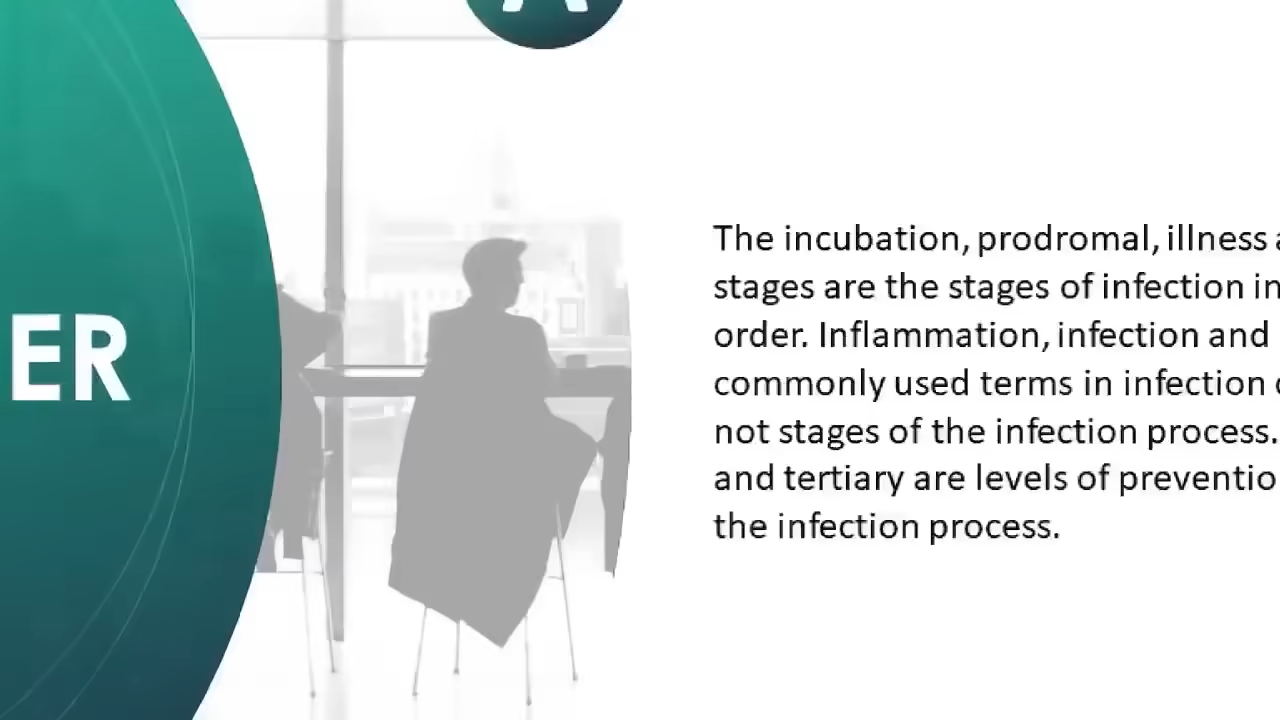 A
ER
The incubation, prodromal, illness
stages are the stages of infection in
order. Inflammation, infection and
commonly used terms in infection
not stages of the infection process.
and tertiary are levels of preventio
the infection process.